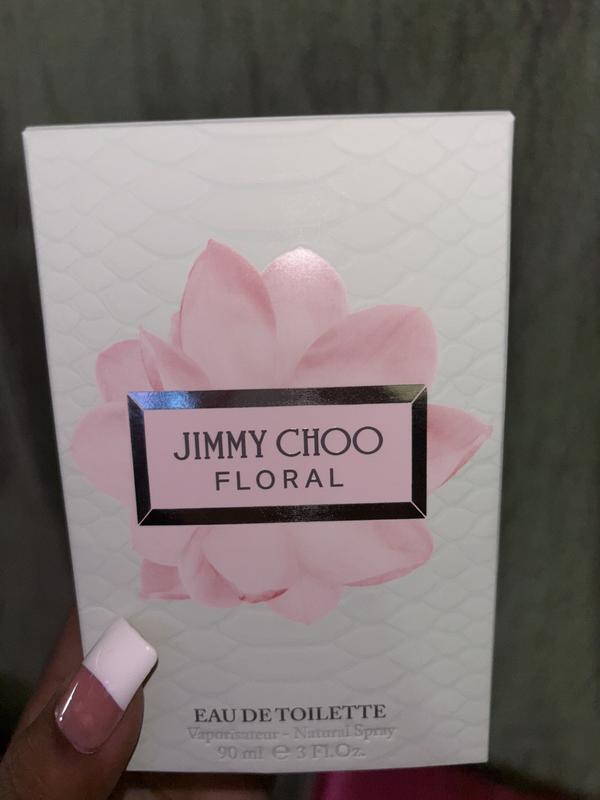 JIMMY CHOO
FLORAL
EAU DE TOILETTE
Vaporisateur - Natural Spray
90 ml ℮ 3 Fl.Oz.